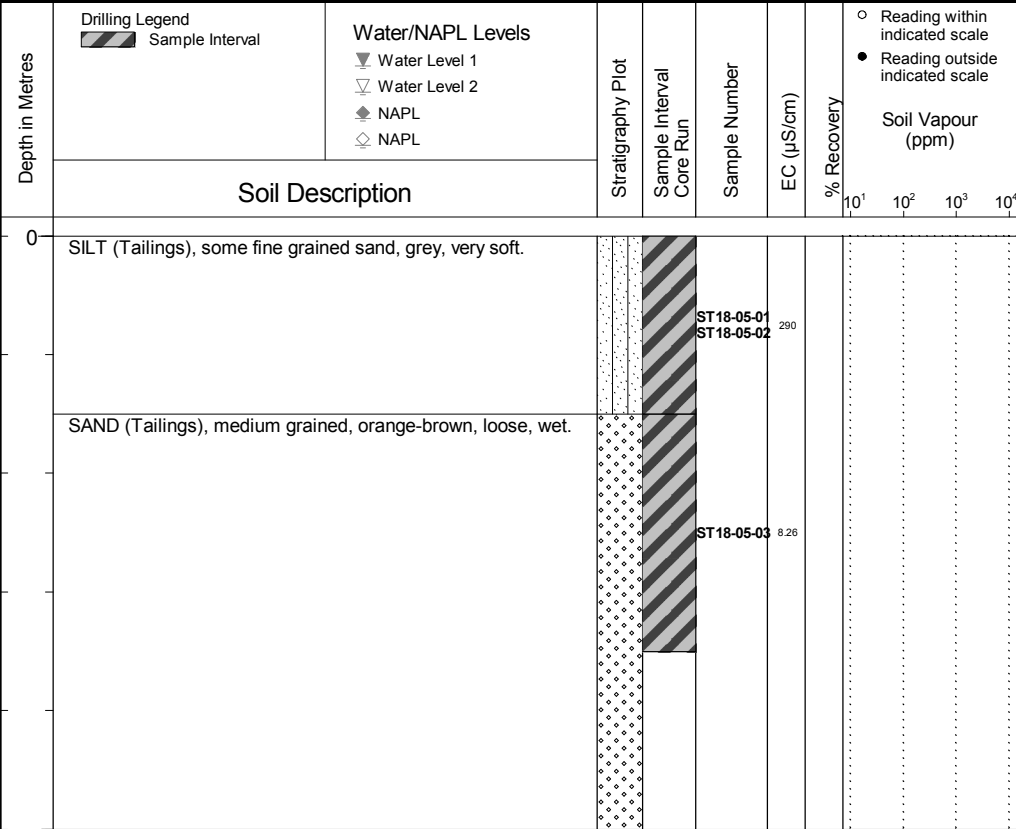 Depth in Metres
Drilling Legend
Sample Interval
Water/NAPL Levels
Water Level 1
Water Level 2
NAPL
NAPL
Soil Description
Stratigraphy Plot
Sample Interval
Core Run
Sample Number
EC (µS/cm)
% Recovery
Reading within
indicated scale
Reading outside
indicated scale
Soil Vapour
(ppm)
10¹ 10² 10³ 10⁴
0
SILT (Tailings), some fine grained sand, grey, very soft.
ST18-05-01
ST18-05-02
290
SAND (Tailings), medium grained, orange-brown, loose, wet.
ST18-05-03
8.26